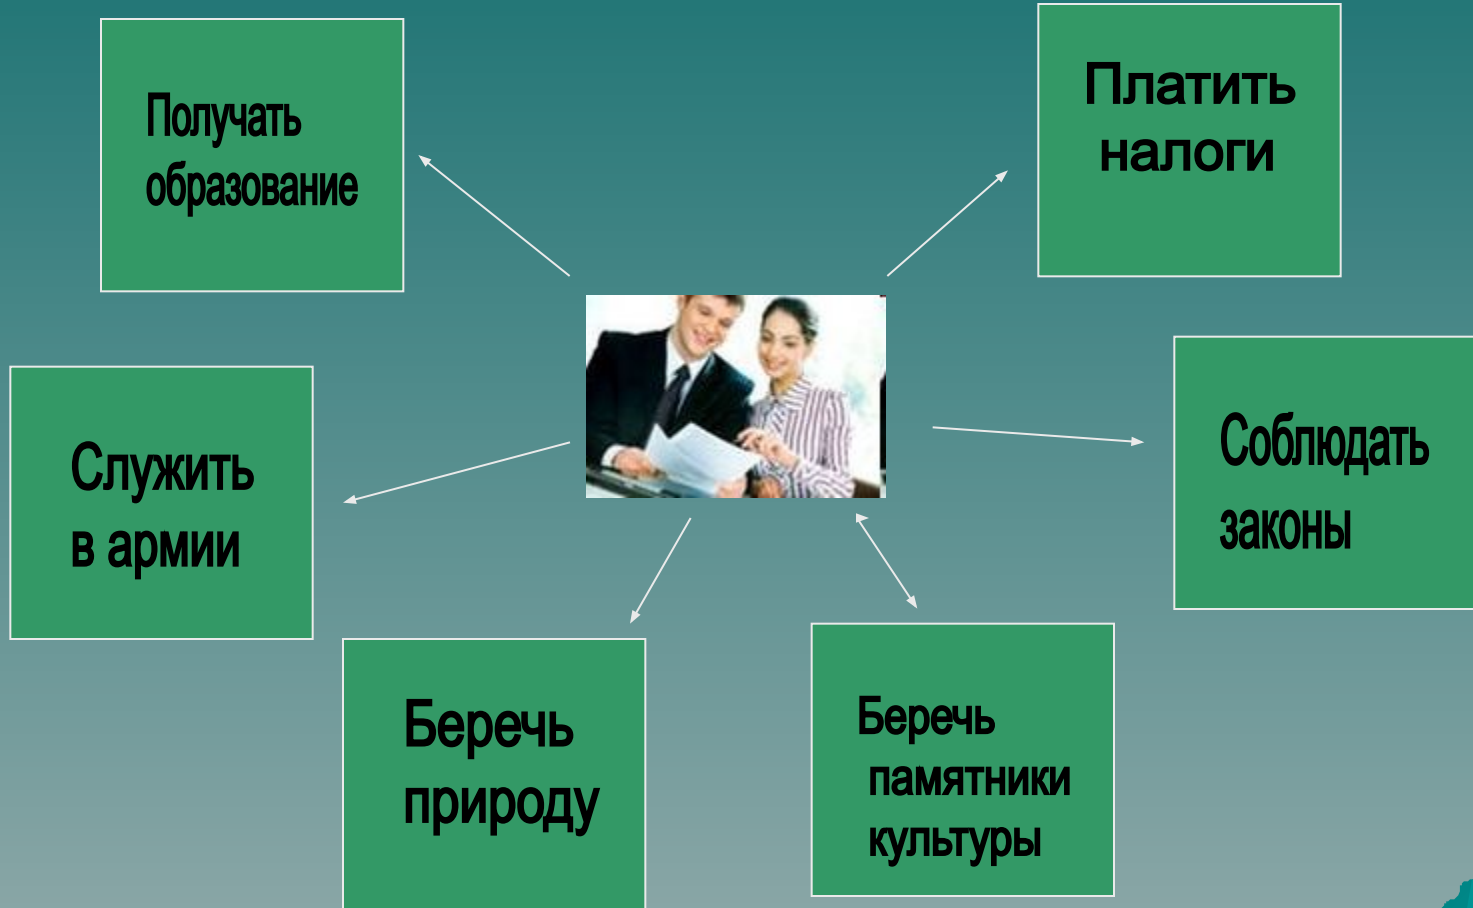 Получать
образование
Платить
налоги
Служить
в армии
Соблюдать
законы
Беречь
природу
Беречь
памятники
культуры